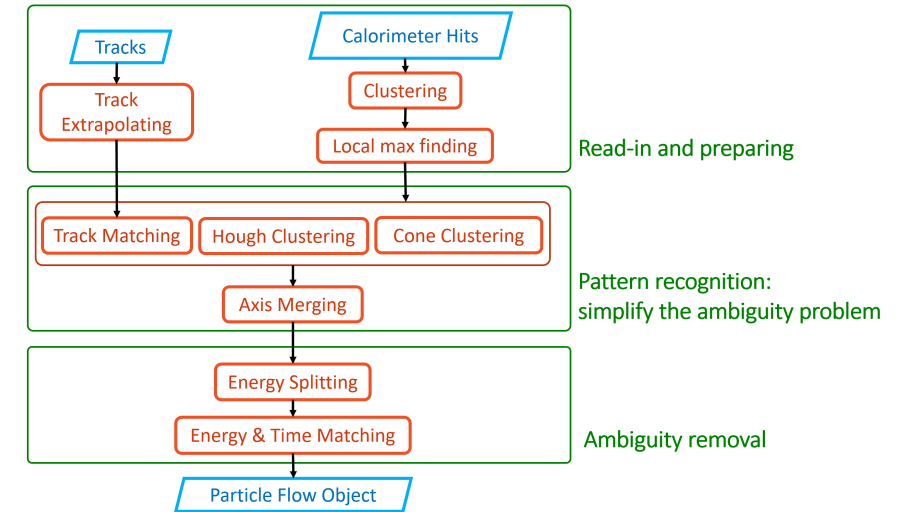 Tracks
Calorimeter Hits
Track
Extrapolating
Clustering
Local max finding
Read-in and preparing
Track Matching
Hough Clustering
Cone Clustering
Axis Merging
Pattern recognition:
simplify the ambiguity problem
Energy Splitting
Energy & Time Matching
Ambiguity removal
Particle Flow Object